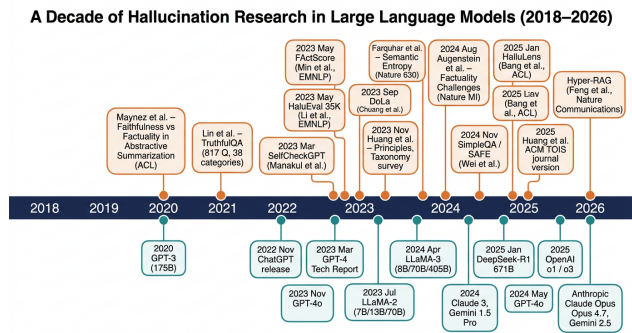 A Decade of Hallucination Research in Large Language Models (2018–2026)
Maynez et al. –
Faithfulness vs
Factuality in
Abstractive
Summarization
(ACL)
Lin et al. –
TruthfulQA
(817 Q, 38
categories)
2023 May
FActScore
(Min et al.,
EMNLP)
2023 May
HaluEval 35K
(Li et al.,
EMNLP)
2023 Mar
SelfCheckGPT
(Manakul et al.)
Farquhar et al.
– Semantic
Entropy
(Nature 630)
2023 Sep
DoLa
(Chuang et al.)
2023 Nov
Huang et al.
– Principles,
Taxonomy
survey
2024 Aug
Augenstein
et al. –
Factuality
Challenges
(Nature MI)
2024 Nov
SimpleQA /
SAFE
(Wei et al.)
2025 Jan
HalluLens
(Bang et al.,
ACL)
2025
(Bang et
al., ACL)
2025
Huang et al.
ACM TOIS
journal
version
Hyper-RAG
(Feng et al.,
Nature
Communications)
2018 2019 2020 2021 2022 2023 2024 2025 2026
2020
GPT-3
(175B)
2022 Nov
ChatGPT
release
2023 Mar
GPT-4
Tech Report
2023 Nov
GPT-4o
2023 Jul
LLaMA-2
(7B/13B/70B)
2024 Apr
LLaMA-3
(8B/70B/405B)
2024
Claude 3,
Gemini 1.5
Pro
2025 Jan
DeepSeek-R1
671B
2024 May
GPT-4o
2025
OpenAI
o1 / o3
Anthropic
Claude Opus
Opus 4.7,
Gemini 2.5